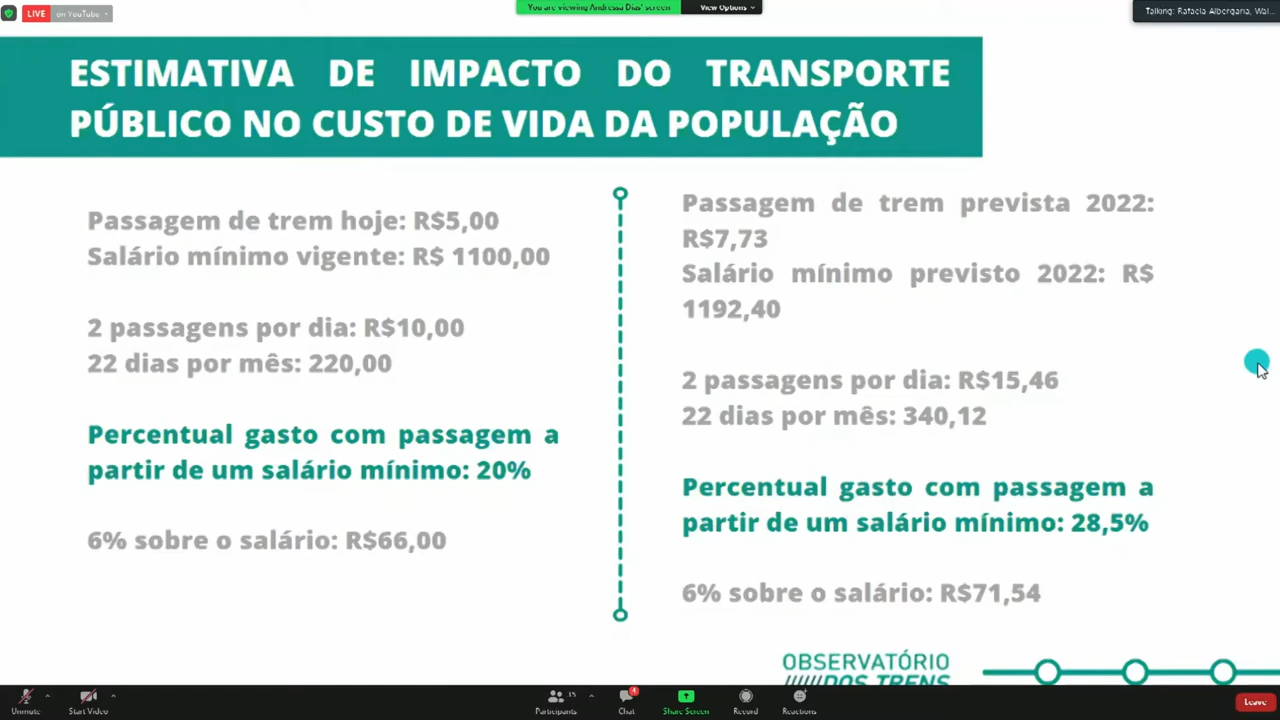 LIVE on YouTube
You are viewing Andressa Dias' screen
View Options
Talking: Rafaela Albergaria, Wal...
ESTIMATIVA DE IMPACTO DO TRANSPORTE
PÚBLICO NO CUSTO DE VIDA DA POPULAÇÃO
Passagem de trem hoje: R$5,00
Salário mínimo vigente: R$ 1100,00
2 passagens por dia: R$10,00
22 dias por mês: 220,00
Percentual gasto com passagem a
partir de um salário mínimo: 20%
6% sobre o salário: R$66,00
Passagem de trem prevista 2022:
R$7,73
Salário mínimo previsto 2022: R$
1192,40
2 passagens por dia: R$15,46
22 dias por mês: 340,12
Percentual gasto com passagem a
partir de um salário mínimo: 28,5%
6% sobre o salário: R$71,54
OBSERVATÓRIO
DOS TRENS
Unmute
Start Video
Participants
15
Chat
4
Share Screen
Record
Reactions
Leave